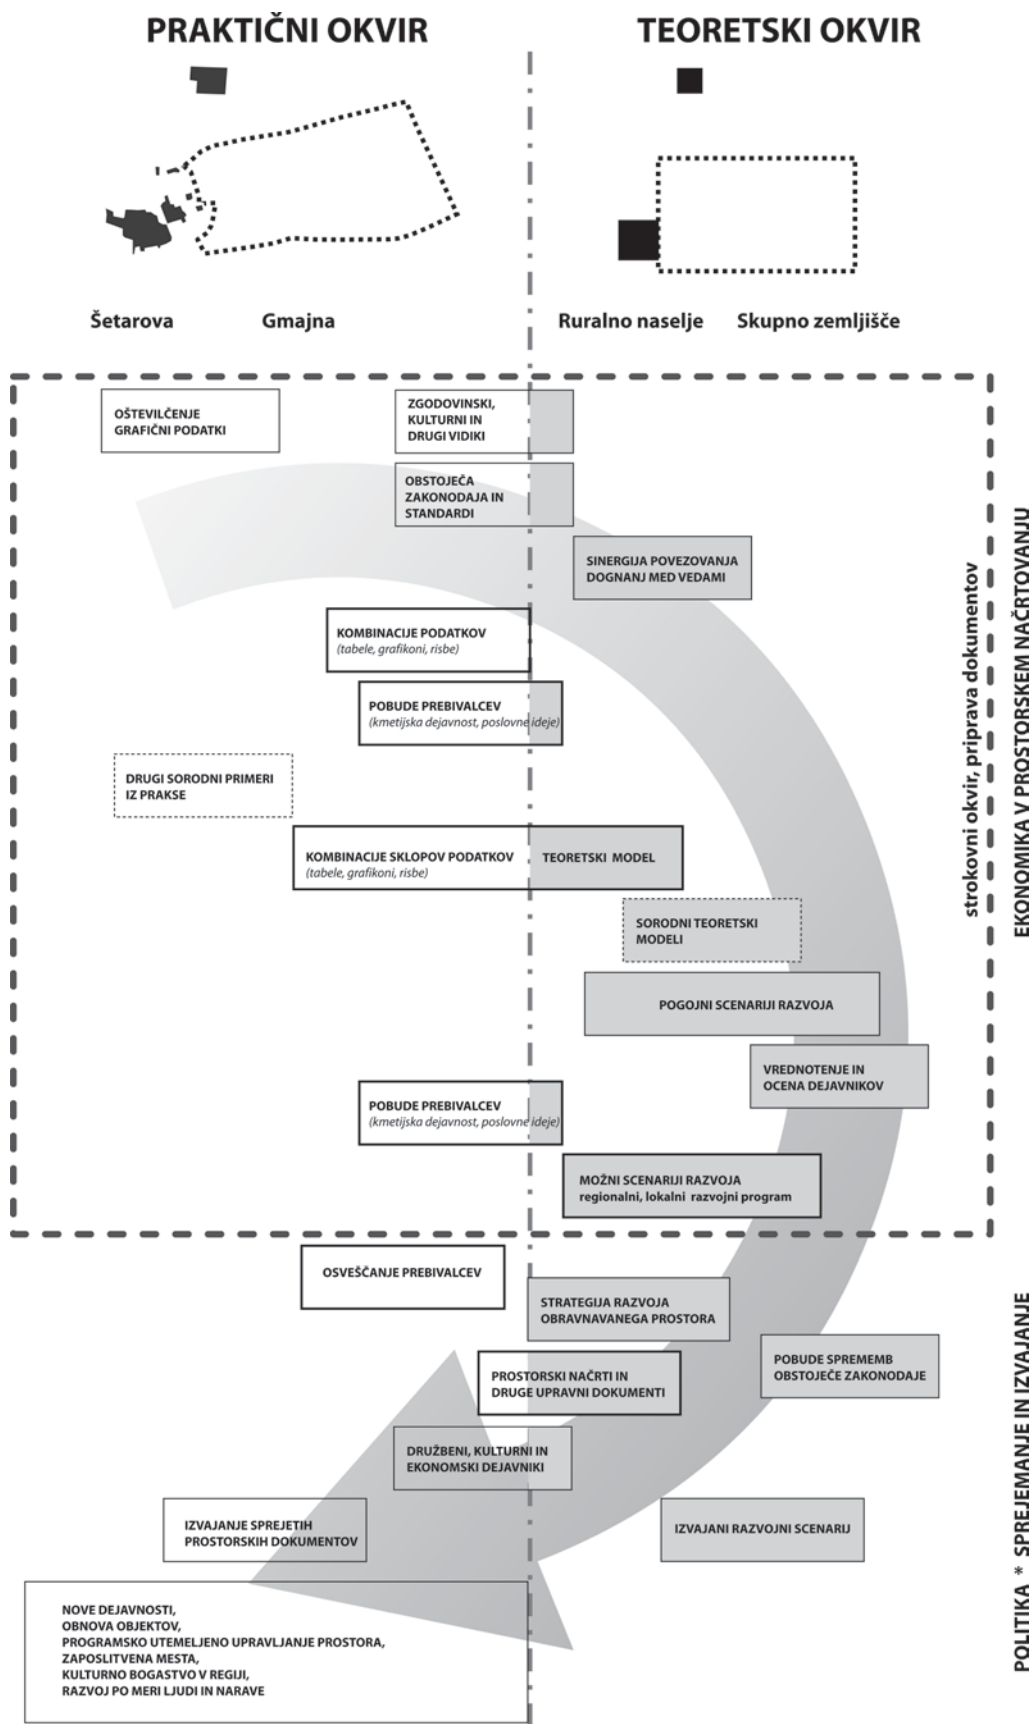 PRAKTIČNI OKVIR
TEORETSKI OKVIR
Šetarova
Gmajna
Ruralno naselje
Skupno zemljišče
OŠTEVILČENJE
GRAFIČNI PODATKI
ZGODOVINSKI,
KULTURNI IN
DRUGI VIDIKI
OBSTOJEČA
ZAKONODAJA IN
STANDARDI
SINERGIJA POVEZOVANJA
DOGNANJ MED VEDAMI
KOMBINACIJE PODATKOV
(tabele, grafikoni, risbe)
POBUDE PREBIVALCEV
(kmetijska dejavnost, poslovne ideje)
DRUGI SORODNI PRIMERI
IZ PRAKSE
KOMBINACIJE SKLOPOV PODATKOV
(tabele, grafikoni, risbe)
TEORETSKI MODEL
SORODNI TEORETSKI
MODELI
POGOJNI SCENARIJI RAZVOJA
VREDNOTENJE IN
OCENA DEJAVNIKOV
POBUDE PREBIVALCEV
(kmetijska dejavnost, poslovne ideje)
MOŽNI SCENARIJI RAZVOJA
regionalni, lokalni razvojni program
strokovni okvir, priprava dokumentov
EKONOMIKA V PROSTORSKEM NAČRTOVANJU
OSVEŠČANJE PREBIVALCEV
STRATEGIJA RAZVOJA
OBRAVNAVANEGA PROSTORA
POBUDE SPREMEMB
OBSTOJEČE ZAKONODAJE
PROSTORSKI NAČRTI IN
DRUGE UPRAVNI DOKUMENTI
DRUŽBENI, KULTURNI IN
EKONOMSKI DEJAVNIKI
IZVAJANJE SPREJETIH
PROSTORSKIH DOKUMENTOV
IZVAJANI RAZVOJNI SCENARIJ
NOVE DEJAVNOSTI,
OBNOVA OBJEKTOV,
PROGRAMSKO UTEMELJENO UPRAVLJANJE PROSTORA,
ZAPOSLITVENA MESTA,
KULTURNO BOGASTVO V REGIJI,
RAZVOJ PO MERI LJUDI IN NARAVE
POLITIKA * SPREJEMANJE IN IZVAJANJE